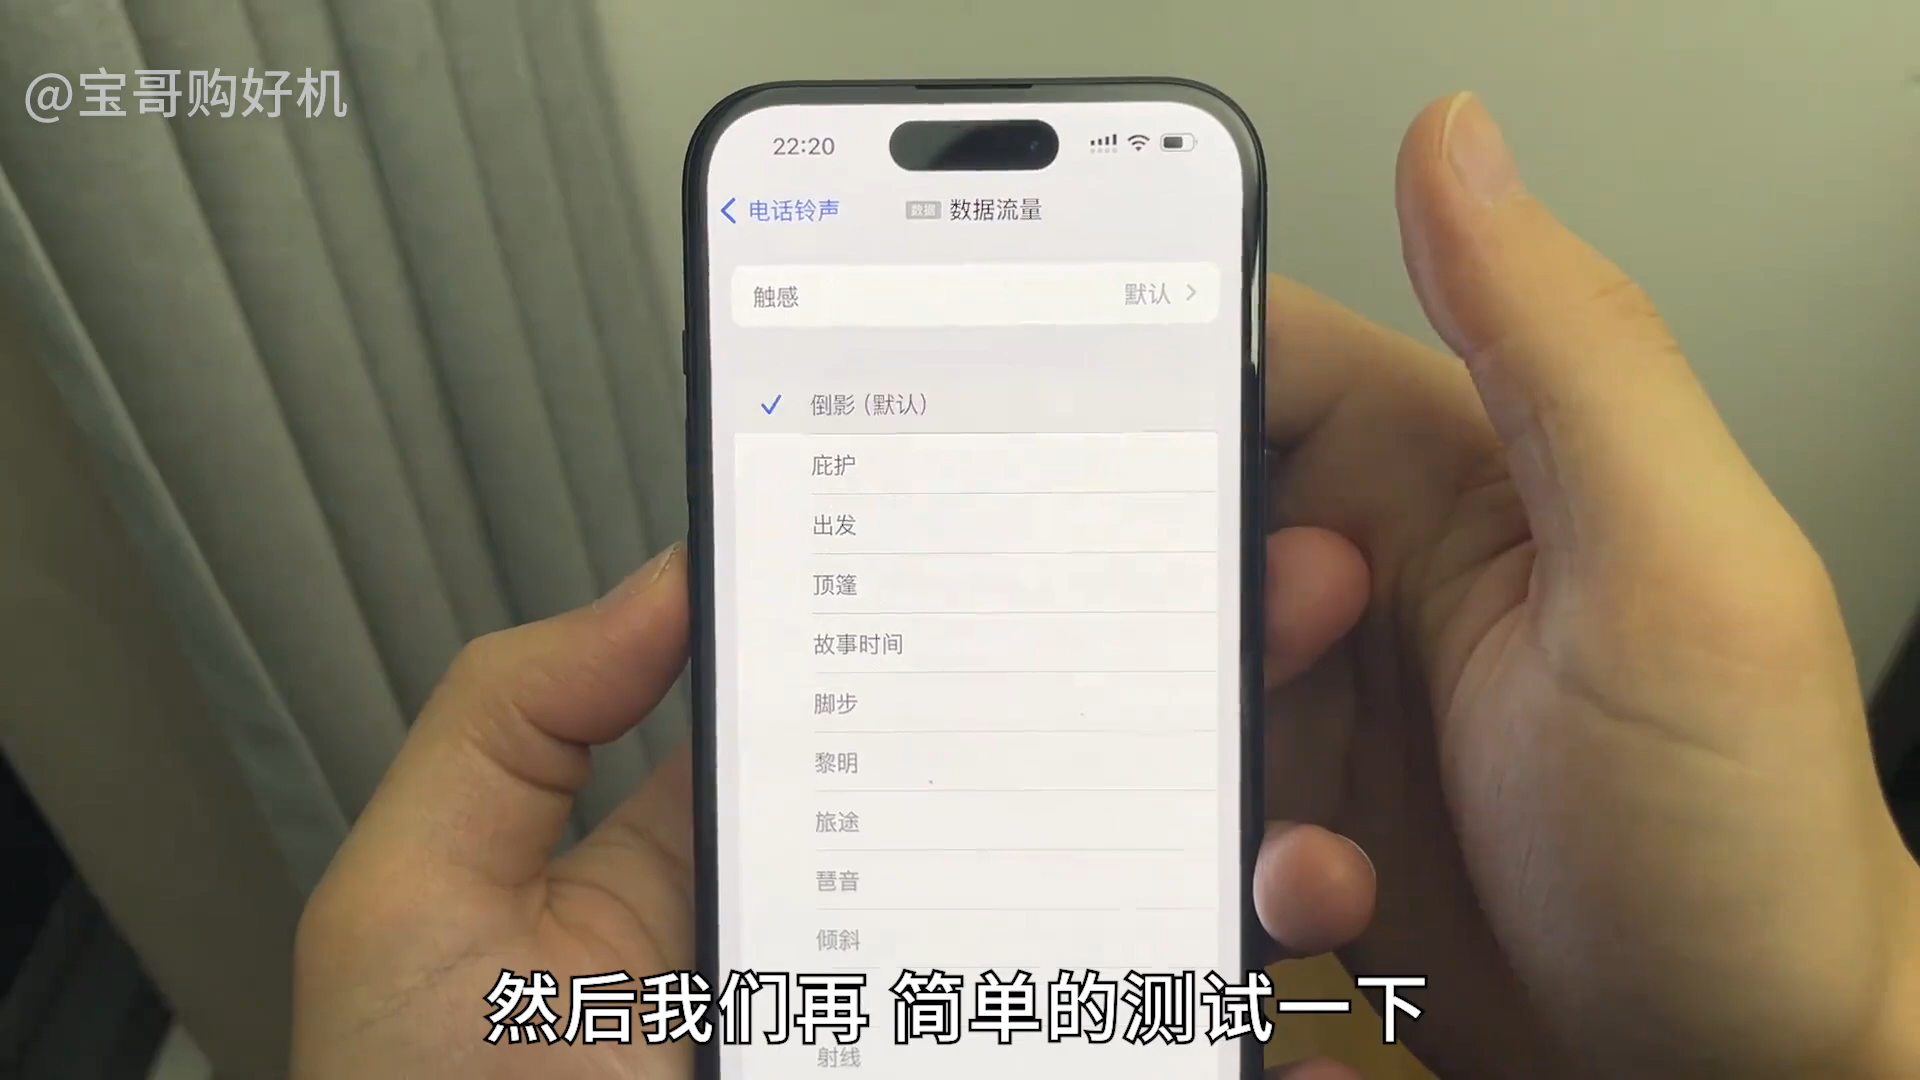 @宝哥购好机
22:20
电话铃声
数据 数据流量
触感 默认
倒影 (默认)
庇护
出发
顶篷
故事时间
脚步
黎明
旅途
琶音
倾斜
然后我们再 简单的测试一下
射线